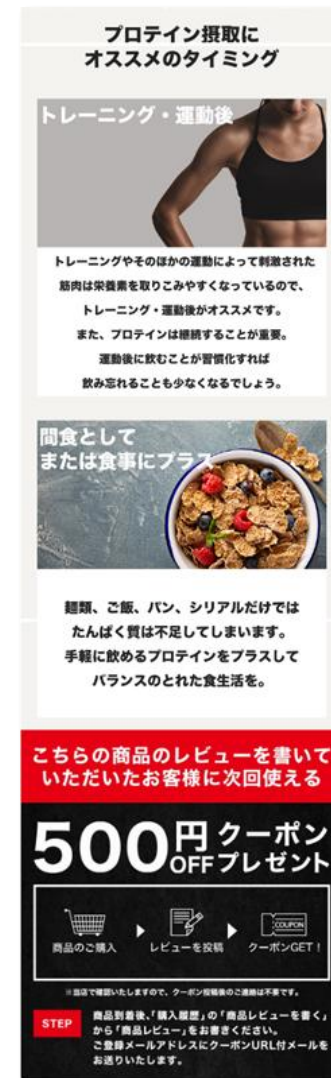 プロテイン摂取に
オススメのタイミング
トレーニング・運動後
トレーニングやそのほかの運動によって刺激された
筋肉は栄養素を取りこみやすくなっているので、
トレーニング・運動後がオススメです。
また、プロテインは継続することが重要。
運動後に飲むことが習慣化すれば
飲み忘れることも少なくなるでしょう。
間食として
または食事にプラス
麺類、ご飯、パン、シリアルだけでは
たんぱく質は不足してしまいます。
手軽に飲めるプロテインをプラスして
バランスのとれた食生活を。
こちらの商品のレビューを書いて
いただいたお客様に次回使える
500円OFF クーポンプレゼント
商品のご購入
レビューを投稿
COUPON
クーポンGET！
※当店で確認いたしますので、クーポン投稿後のご連絡は不要です。
STEP
商品到着後、「購入履歴」の「商品レビューを書く」
から「商品レビュー」をお書きください。
ご登録メールアドレスにクーポンURL付メールを
お送りいたします。